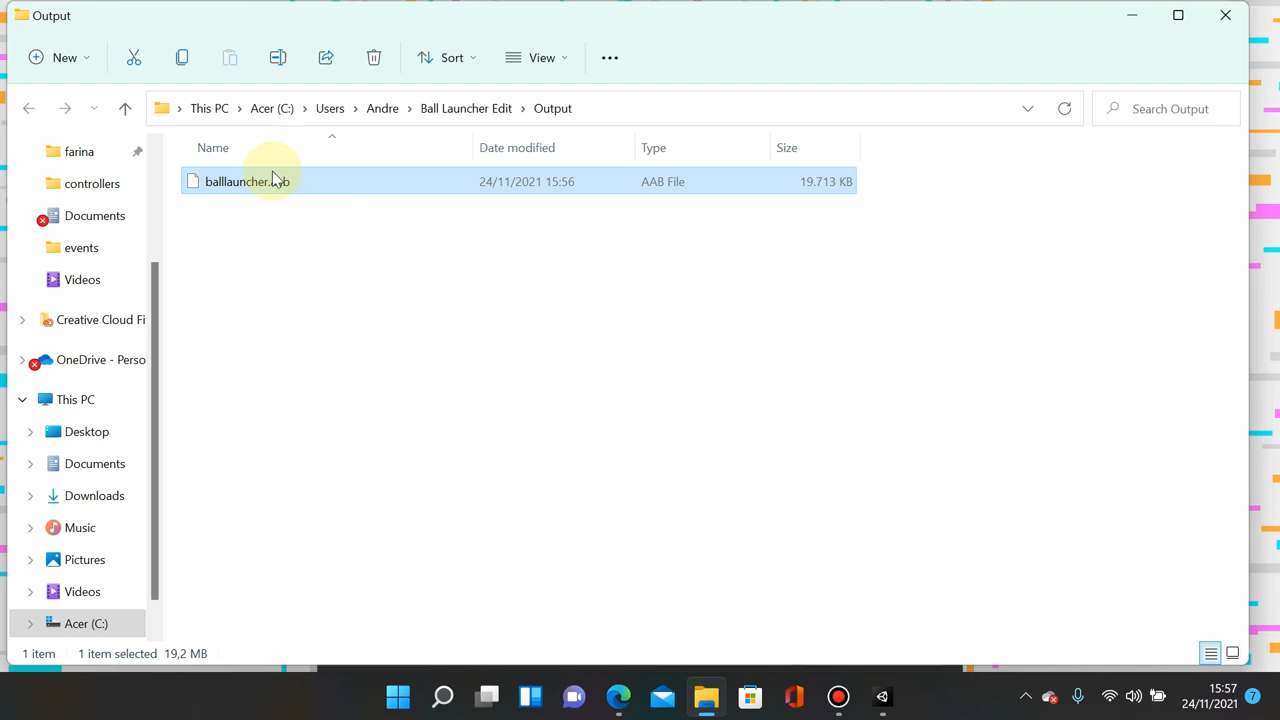 Output
New
Sort
View
This PC > Acer (C:) > Users > Andre > Ball Launcher Edit > Output
Search Output
Name
Date modified
Type
Size
24/11/2021 15:56
AAB File
19.713 KB
farina
controllers
Documents
events
Videos
Creative Cloud Fi
OneDrive - Perso
This PC
Desktop
Documents
Downloads
Music
Pictures
Videos
Acer (C:)
1 item
1 item selected
19,2 MB
15:57
24/11/2021
7